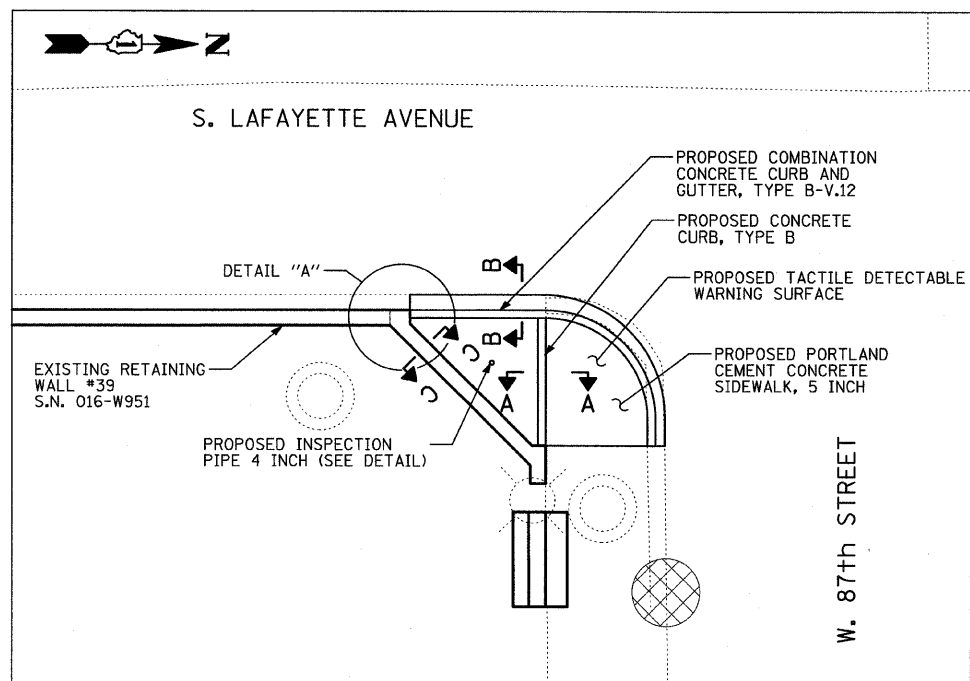 N
S. LAFAYETTE AVENUE
PROPOSED COMBINATION
CONCRETE CURB AND
GUTTER, TYPE B-V.12
PROPOSED CONCRETE
CURB, TYPE B
DETAIL "A"
B
PROPOSED TACTILE DETECTABLE
WARNING SURFACE
B
C
EXISTING RETAINING
WALL #39
S.N. 016-W951
C
A
A
PROPOSED PORTLAND
CEMENT CONCRETE
SIDEWALK, 5 INCH
PROPOSED INSPECTION
PIPE 4 INCH (SEE DETAIL)
W. 87th STREET